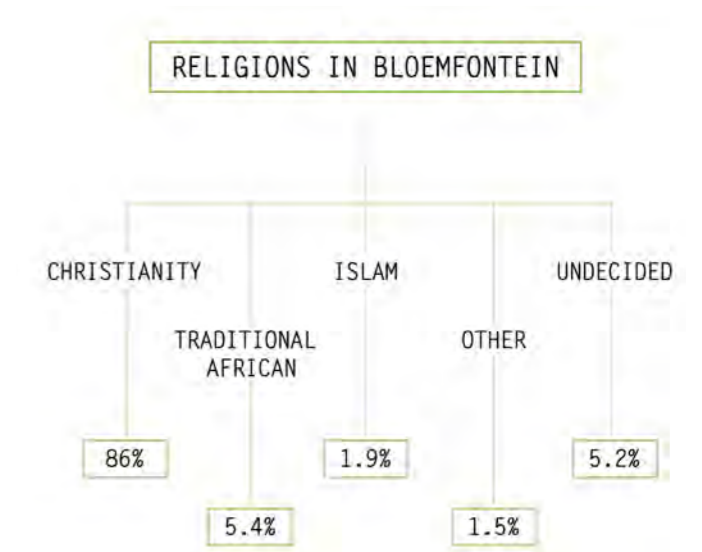 RELIGIONS IN BLOEMFONTEIN
CHRISTIANITY
ISLAM
UNDECIDED
TRADITIONAL
AFRICAN
OTHER
86%
1.9%
5.2%
5.4%
1.5%